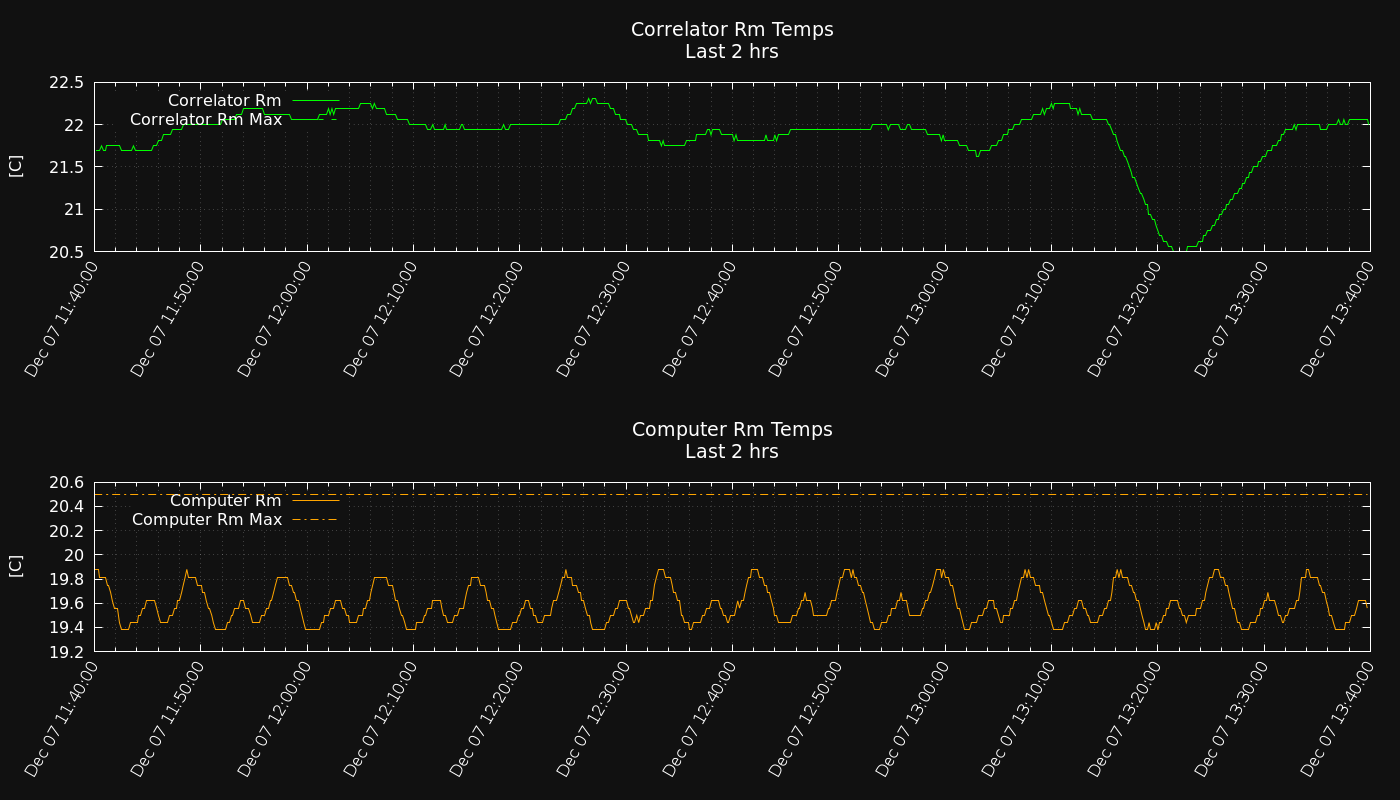 Correlator Rm Temps
Last 2 hrs
Correlator Rm
Correlator Rm Max
[C]
22.5
22
21.5
21
20.5
Dec 07 11:40:00
Dec 07 11:50:00
Dec 07 12:00:00
Dec 07 12:10:00
Dec 07 12:20:00
Dec 07 12:30:00
Dec 07 12:40:00
Dec 07 12:50:00
Dec 07 13:00:00
Dec 07 13:10:00
Dec 07 13:20:00
Dec 07 13:30:00
Dec 07 13:40:00
Computer Rm Temps
Last 2 hrs
Computer Rm
Computer Rm Max
[C]
20.6
20.4
20.2
20
19.8
19.6
19.4
19.2
Dec 07 11:40:00
Dec 07 11:50:00
Dec 07 12:00:00
Dec 07 12:10:00
Dec 07 12:20:00
Dec 07 12:30:00
Dec 07 12:40:00
Dec 07 12:50:00
Dec 07 13:00:00
Dec 07 13:10:00
Dec 07 13:20:00
Dec 07 13:30:00
Dec 07 13:40:00